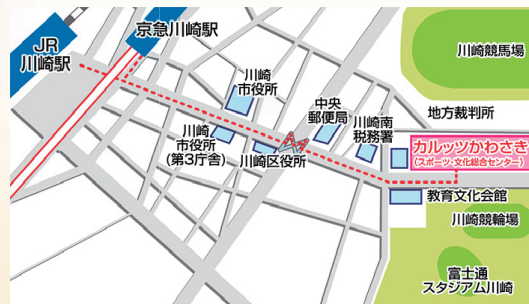 京急川崎駅
JR
川崎駅
川崎競馬場
川崎
市役所
中央
郵便局
地方裁判所
川崎南
税務署
川崎
市役所
(第3庁舎)
川崎区役所
カルッツかわさき
(スポーツ・文化総合センター)
教育文化会館
川崎競輪場
富士通
スタジアム川崎